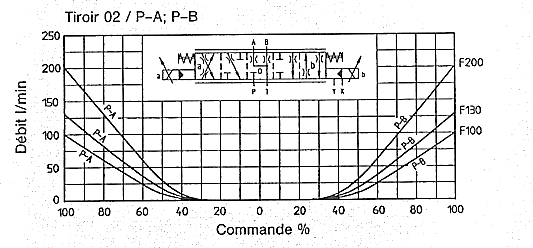 Tiroir 02 / P–A; P–B
250
200
150
100
50
0
Débit l/min
F200
F130
F100
P-A
P-A
P-A
P-B
P-B
P-B
A B
a
a
0
b
b
P T
Y X
100 80 60 40 20 0 20 40 60 80 100
Commande %